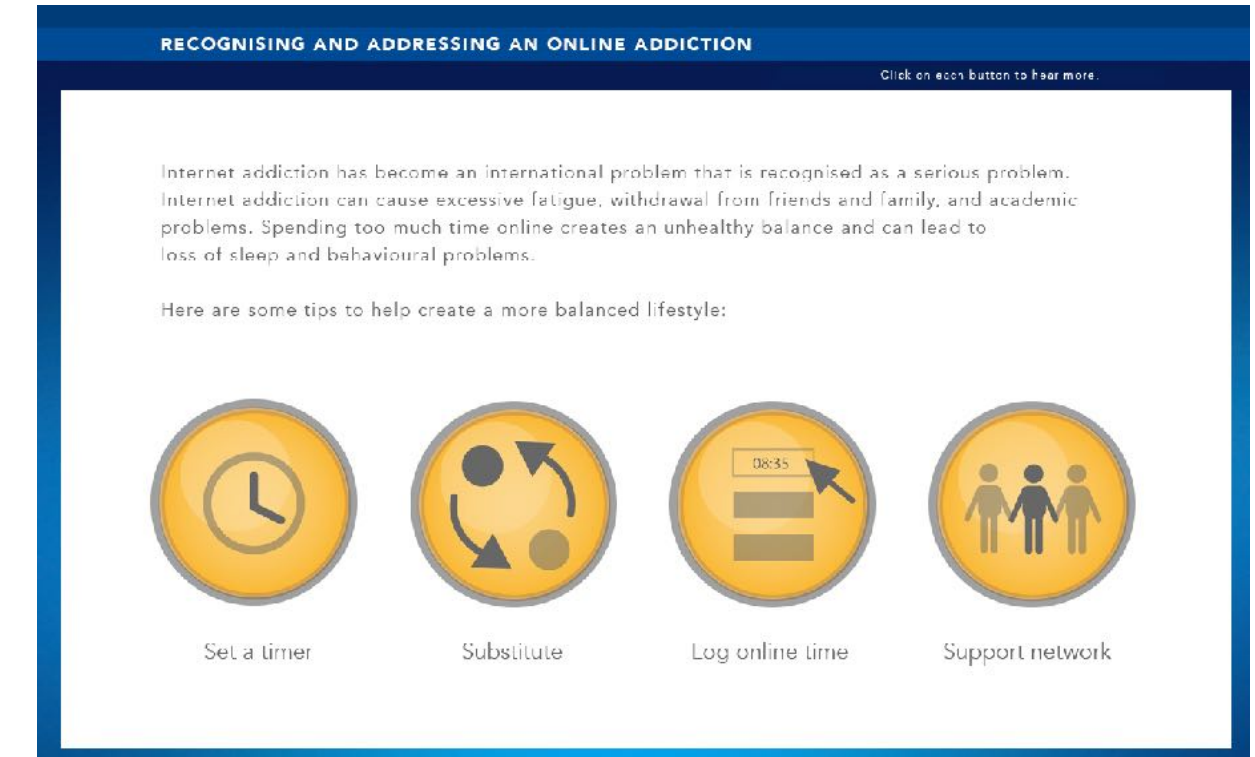 RECOGNISING AND ADDRESSING AN ONLINE ADDICTION
Click on each button to hear more.
Internet addiction has become an international problem that is recognised as a serious problem.
Internet addiction can cause excessive fatigue, withdrawal from friends and family, and academic
problems. Spending too much time online creates an unhealthy balance and can lead to
loss of sleep and behavioural problems.
Here are some tips to help create a more balanced lifestyle:
08:35
Set a timer
Substitute
Log online time
Support network